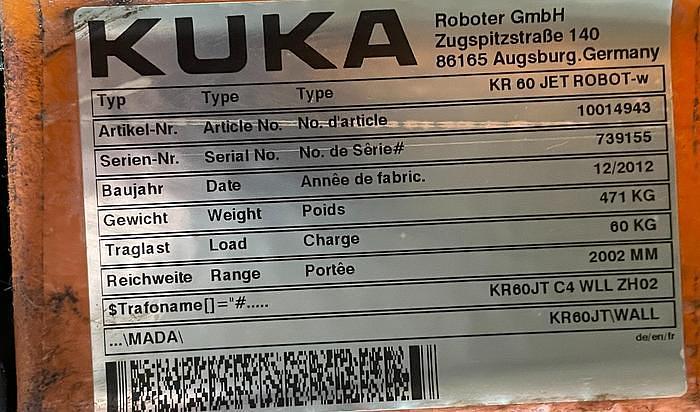 KUKA
Roboter GmbH
Zugspitzstraße 140
86165 Augsburg.Germany
Typ Type Type KR 60 JET ROBOT-w
Artikel-Nr. Article No. No. d'article 10014943
Serien-Nr. Serial No. No. de Sêrie# 739155
Baujahr Date Annêe de fabric. 12/2012
Gewicht Weight Poids 471 KG
Traglast Load Charge 60 KG
Reichweite Range Portêe 2002 MM
$Trafoname[]="#..... KR60JT C4 WLL ZH02
...\MADA\ KR60JT\WALL
de/en/fr